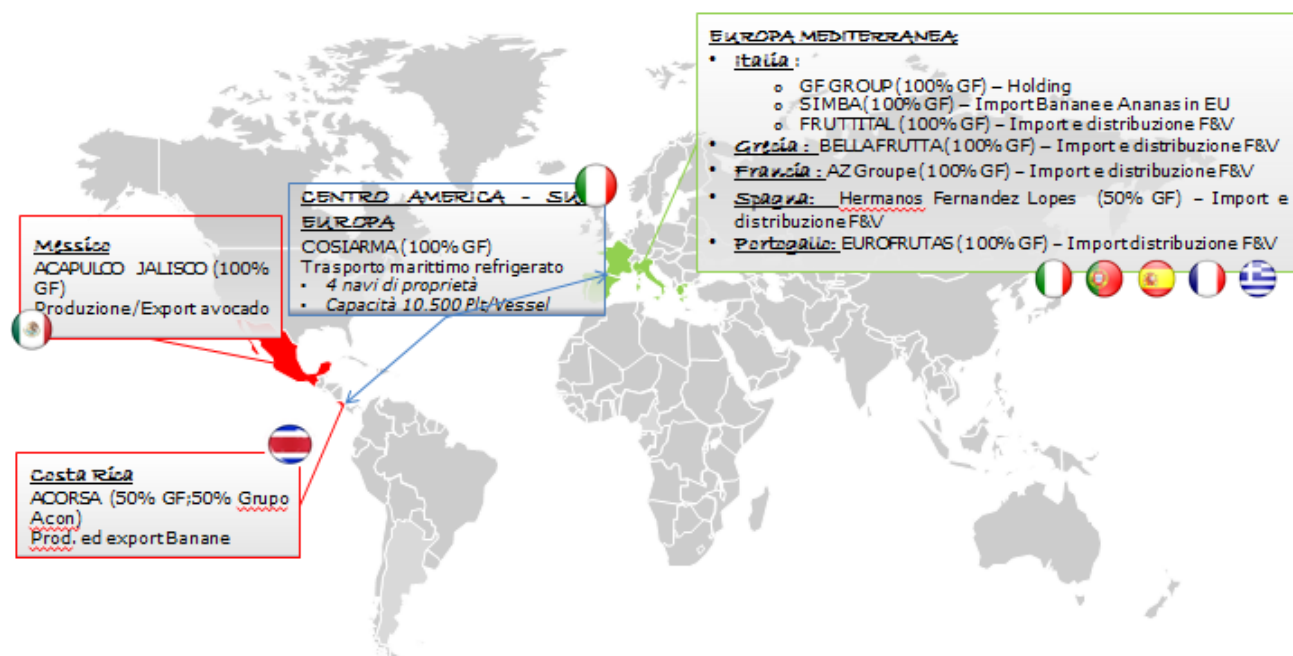 EUROPA MEDITERRANEA:
• Italia :
o GF GROUP (100% GF) – Holding
o SIMBA (100% GF) – Import Banane e Ananas in EU
o FRUTTITAL (100% GF) – Import e distribuzione F&V
• Grecia : BELLAFRUTTA (100% GF) – Import e distribuzione F&V
• Francia : AZ Groupe (100% GF) – Import e distribuzione F&V
• Spagna: Hermanos Fernandez Lopes (50% GF) – Import e
distribuzione F&V
• Portogallo: EUROFRUTAS (100% GF) – Import distribuzione F&V
CENTRO AMERICA - SUD
EUROPA
COSIARMA (100% GF)
Trasporto marittimo refrigerato
• 4 navi di proprietà
• Capacità 10.500 Plt/Vessel
Messico
ACAPULCO JALISCO (100%
GF)
Produzione/Export avocado
Costa Rica
ACORSA (50% GF;50% Grupo
Acon)
Prod. ed export Banane